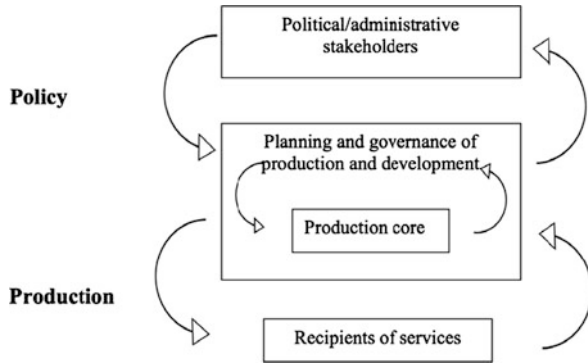 Political/administrative
stakeholders
Policy
Planning and governance of
production and development
Production core
Production
Recipients of services